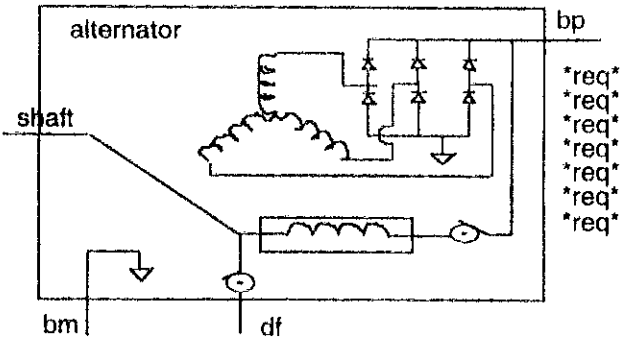 alternator
bp
*req*
*req*
*req*
*req*
*req*
*req*
*req*
shaft
bm
df